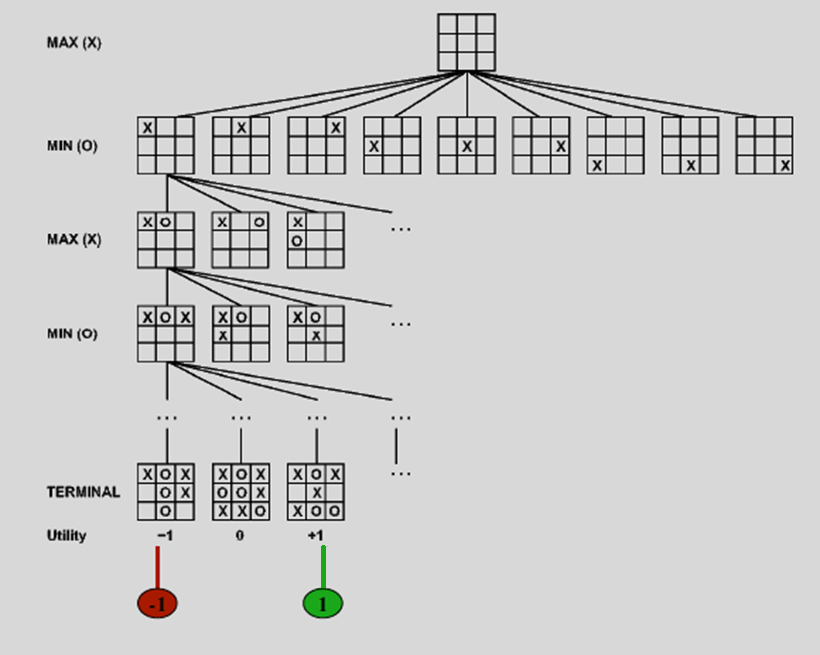 MAX (X)
X X X
MIN (O) X X X
X X X
X O X O X
MAX (X) O ...
X O X X O X O
MIN (O) X X ...
... ... ... ...
X O X X O X X O X ...
TERMINAL O X O O X X
O X X O X O O
Utility −1 0 +1
-1 1